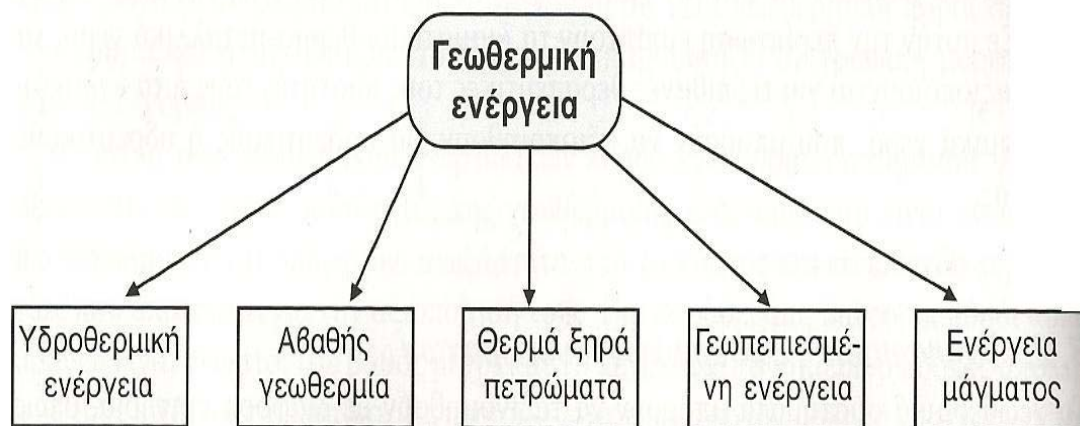 Γεωθερμική
ενέργεια
Υδροθερμική
ενέργεια
Αβαθής
γεωθερμία
Θερμά ξηρά
πετρώματα
Γεωπεπιεσμέ-
νη ενέργεια
Ενέργεια
μάγματος